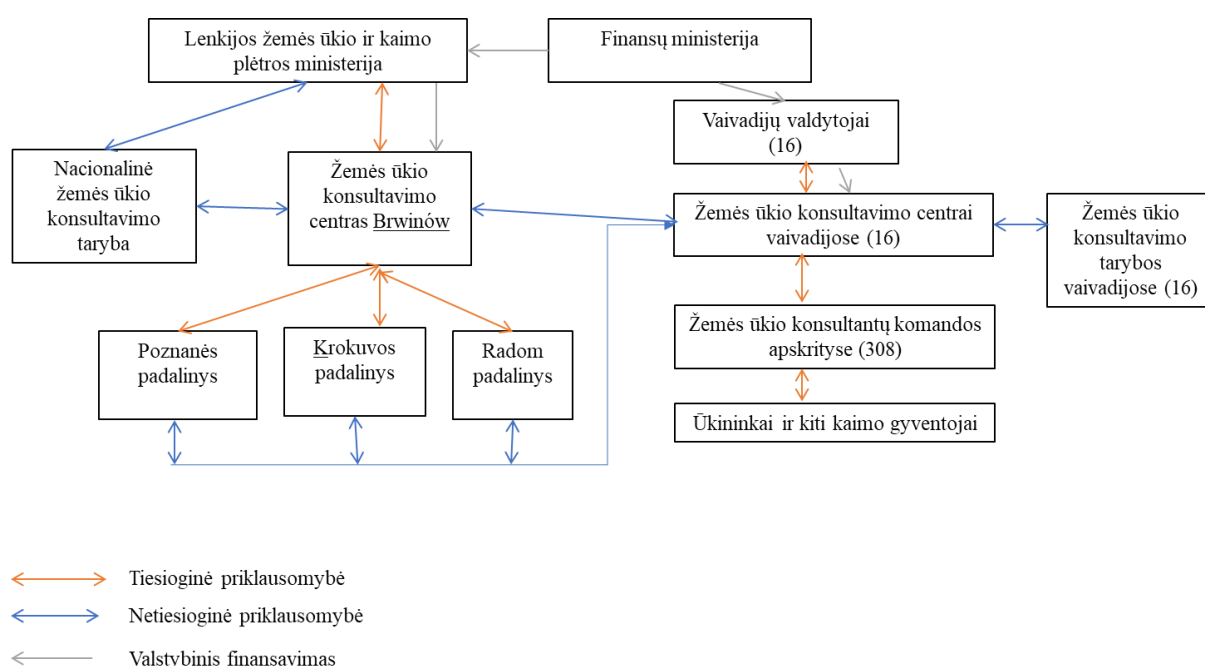 Lenkijos žemės ūkio ir kaimo
plėtros ministerija
Finansų ministerija
Vaivadijų valdytojai
(16)
Nacionalinė
žemės ūkio
konsultavimo
taryba
Žemės ūkio
konsultavimo
centras Brwinów
Žemės ūkio konsultavimo centrai
vaivadijose (16)
Žemės ūkio
konsultavimo
tarybos
vaivadijose (16)
Žemės ūkio konsultantų komandos
apskrityse (308)
Poznanės
padalinys
Krokuvos
padalinys
Radom
padalinys
Ūkininkai ir kiti kaimo gyventojai
Tiesioginė priklausomybė
Netiesioginė priklausomybė
Valstybinis finansavimas